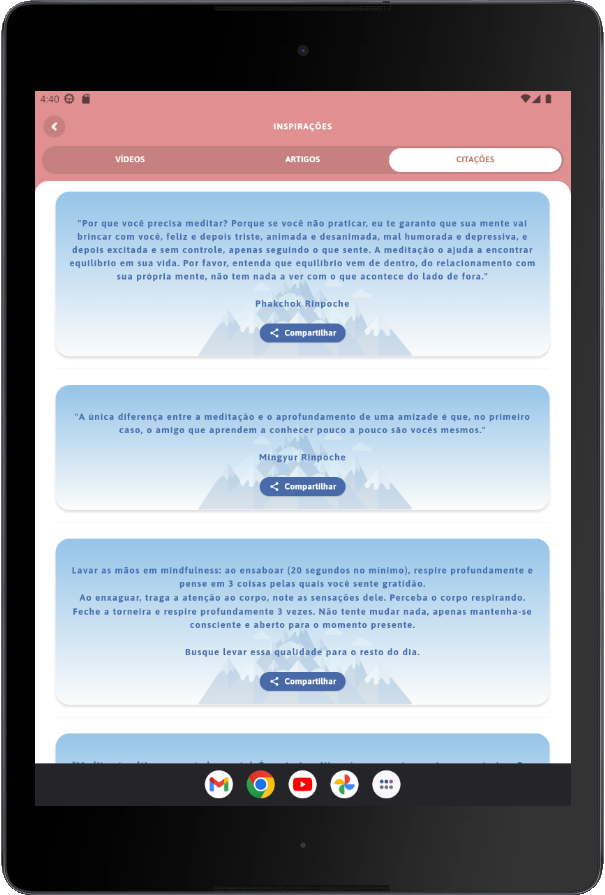 4:40
INSPIRAÇÕES
VÍDEOS
ARTIGOS
CITAÇÕES
"Por que você precisa meditar? Porque se você não praticar, eu te garanto que sua mente vai
brincar com você, feliz e depois triste, animada e desanimada, mal humorada e depressiva, e
depois excitada e sem controle, apenas seguindo o que sente. A meditação o ajuda a encontrar
equilíbrio em sua vida. Por favor, entenda que equilíbrio vem de dentro, do relacionamento com
sua própria mente, não tem nada a ver com o que acontece do lado de fora."
Phakchok Rinpoche
Compartilhar
"A única diferença entre a meditação e o aprofundamento de uma amizade é que, no primeiro
caso, o amigo que aprendem a conhecer pouco a pouco são vocês mesmos."
Mingyur Rinpoche
Compartilhar
Lavar as mãos em mindfulness: ao ensaboar (20 segundos no mínimo), respire profundamente e
pense em 3 coisas pelas quais você sente gratidão.
Ao enxaguar, traga a atenção ao corpo, note as sensações dele. Perceba o corpo respirando.
Feche a torneira e respire profundamente 3 vezes. Não tente mudar nada, apenas mantenha-se
consciente e aberto para o momento presente.
Busque levar essa qualidade para o resto do dia.
Compartilhar